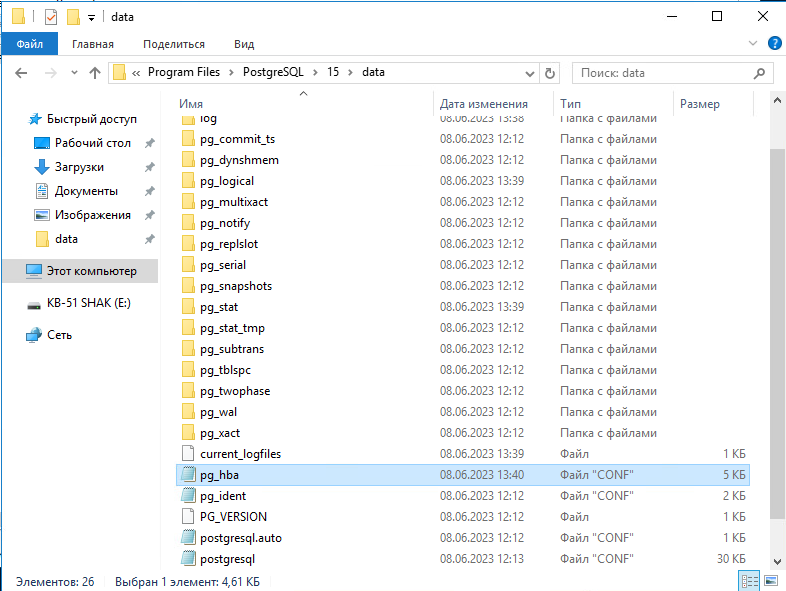 data
Файл Главная Поделиться Вид
« Program Files > PostgreSQL > 15 > data Поиск: data
Имя Дата изменения Тип Размер
Быстрый доступ
Рабочий стол
Загрузки
Документы
Изображения
data
Этот компьютер
KB-51 SHAK (E:)
Сеть
log 08.06.2023 13:38 Папка с файлами
pg_commit_ts 08.06.2023 12:12 Папка с файлами
pg_dynshmem 08.06.2023 12:12 Папка с файлами
pg_logical 08.06.2023 13:39 Папка с файлами
pg_multixact 08.06.2023 12:12 Папка с файлами
pg_notify 08.06.2023 12:12 Папка с файлами
pg_replslot 08.06.2023 12:12 Папка с файлами
pg_serial 08.06.2023 12:12 Папка с файлами
pg_snapshots 08.06.2023 12:12 Папка с файлами
pg_stat 08.06.2023 13:39 Папка с файлами
pg_stat_tmp 08.06.2023 12:12 Папка с файлами
pg_subtrans 08.06.2023 12:12 Папка с файлами
pg_tblspc 08.06.2023 12:12 Папка с файлами
pg_twophase 08.06.2023 12:12 Папка с файлами
pg_wal 08.06.2023 12:12 Папка с файлами
pg_xact 08.06.2023 12:12 Папка с файлами
current_logfiles 08.06.2023 13:39 Файл 1 КБ
pg_hba 08.06.2023 13:40 Файл "CONF" 5 КБ
pg_ident 08.06.2023 12:12 Файл "CONF" 2 КБ
PG_VERSION 08.06.2023 12:12 Файл 1 КБ
postgresql.auto 08.06.2023 12:12 Файл "CONF" 1 КБ
postgresql 08.06.2023 12:13 Файл "CONF" 30 КБ
Элементов: 26 Выбран 1 элемент: 4,61 КБ